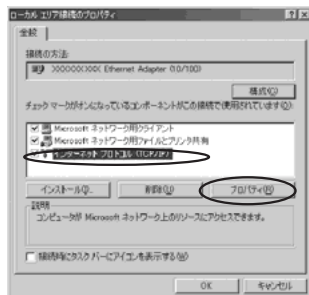 ローカル エリア接続のプロパティ
全般
接続の方法:
XXXXXXXXX Ethernet Adapter (10/100)
構成(C)
チェック マークがオンになっているコンポーネントがこの接続で使用されています(O):
Microsoft ネットワーク用クライアント
Microsoft ネットワーク用ファイルとプリンタ共有
インターネット プロトコル (TCP/IP)
インストール(I)...
削除(U)
プロパティ(R)
説明
コンピュータが Microsoft ネットワーク上のリソースにアクセスできます。
接続時にタスク バーにアイコンを表示する(W)
OK
キャンセル